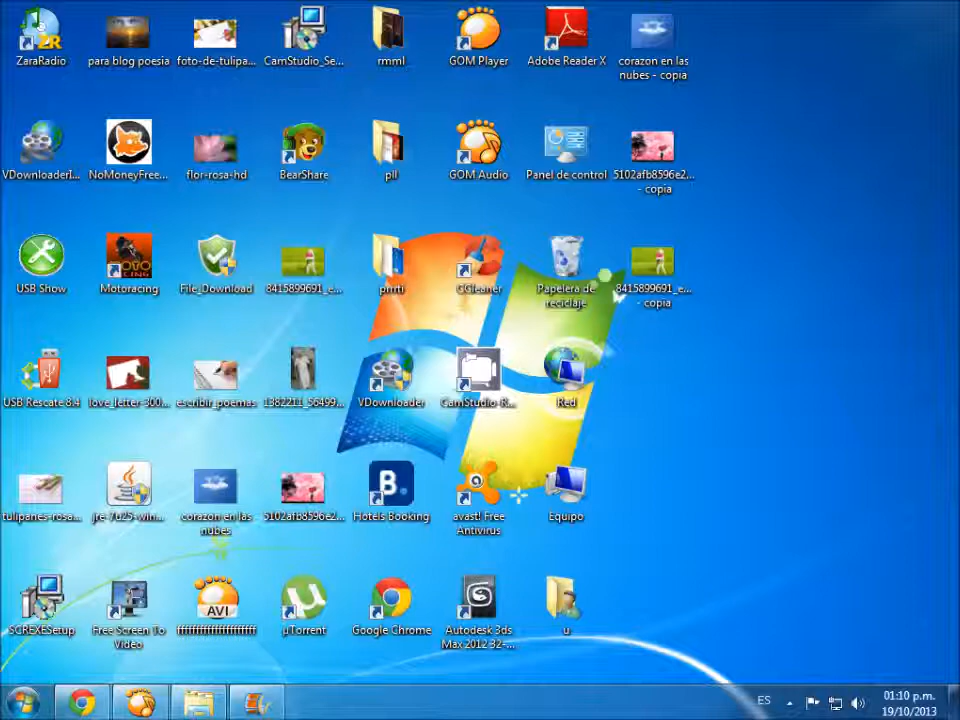 ZaraRadio
para blog poesia
foto-de-tulipa...
CamStudio_Se...
rmml
GOM Player
Adobe Reader X
corazon en las
nubes - copia
VDownloaderI...
NoMoneyFree...
flor-rosa-hd
BearShare
pll
GOM Audio
Panel de control
5102afb8596e2...
- copia
USB Show
Motoracing
File_Download
8415899691_e...
prrrti
CCleaner
Papelera de
reciclaje
8415899691_e...
- copia
USB Rescate 8.4
love_letter-300...
escribir_poemas
1382211_56499...
VDownloader
CamStudio-R...
Red
tulipanes-rosa...
jre-7u25-win...
corazon en las
nubes
5102afb8596e2...
B.
Hotels Booking
avast! Free
Antivirus
Equipo
SCREXESetup
Free Screen To
Video
AVI
µTorrent
Google Chrome
Autodesk 3ds
Max 2012 32-...
u
ES
01:10 p.m.
19/10/2013